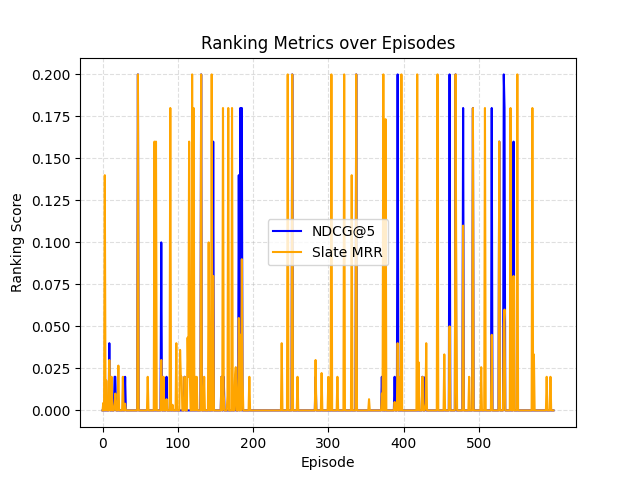 Ranking Metrics over Episodes
Ranking Score
0.200
0.175
0.150
0.125
0.100
0.075
0.050
0.025
0.000
NDCG@5
Slate MRR
0 100 200 300 400 500
Episode